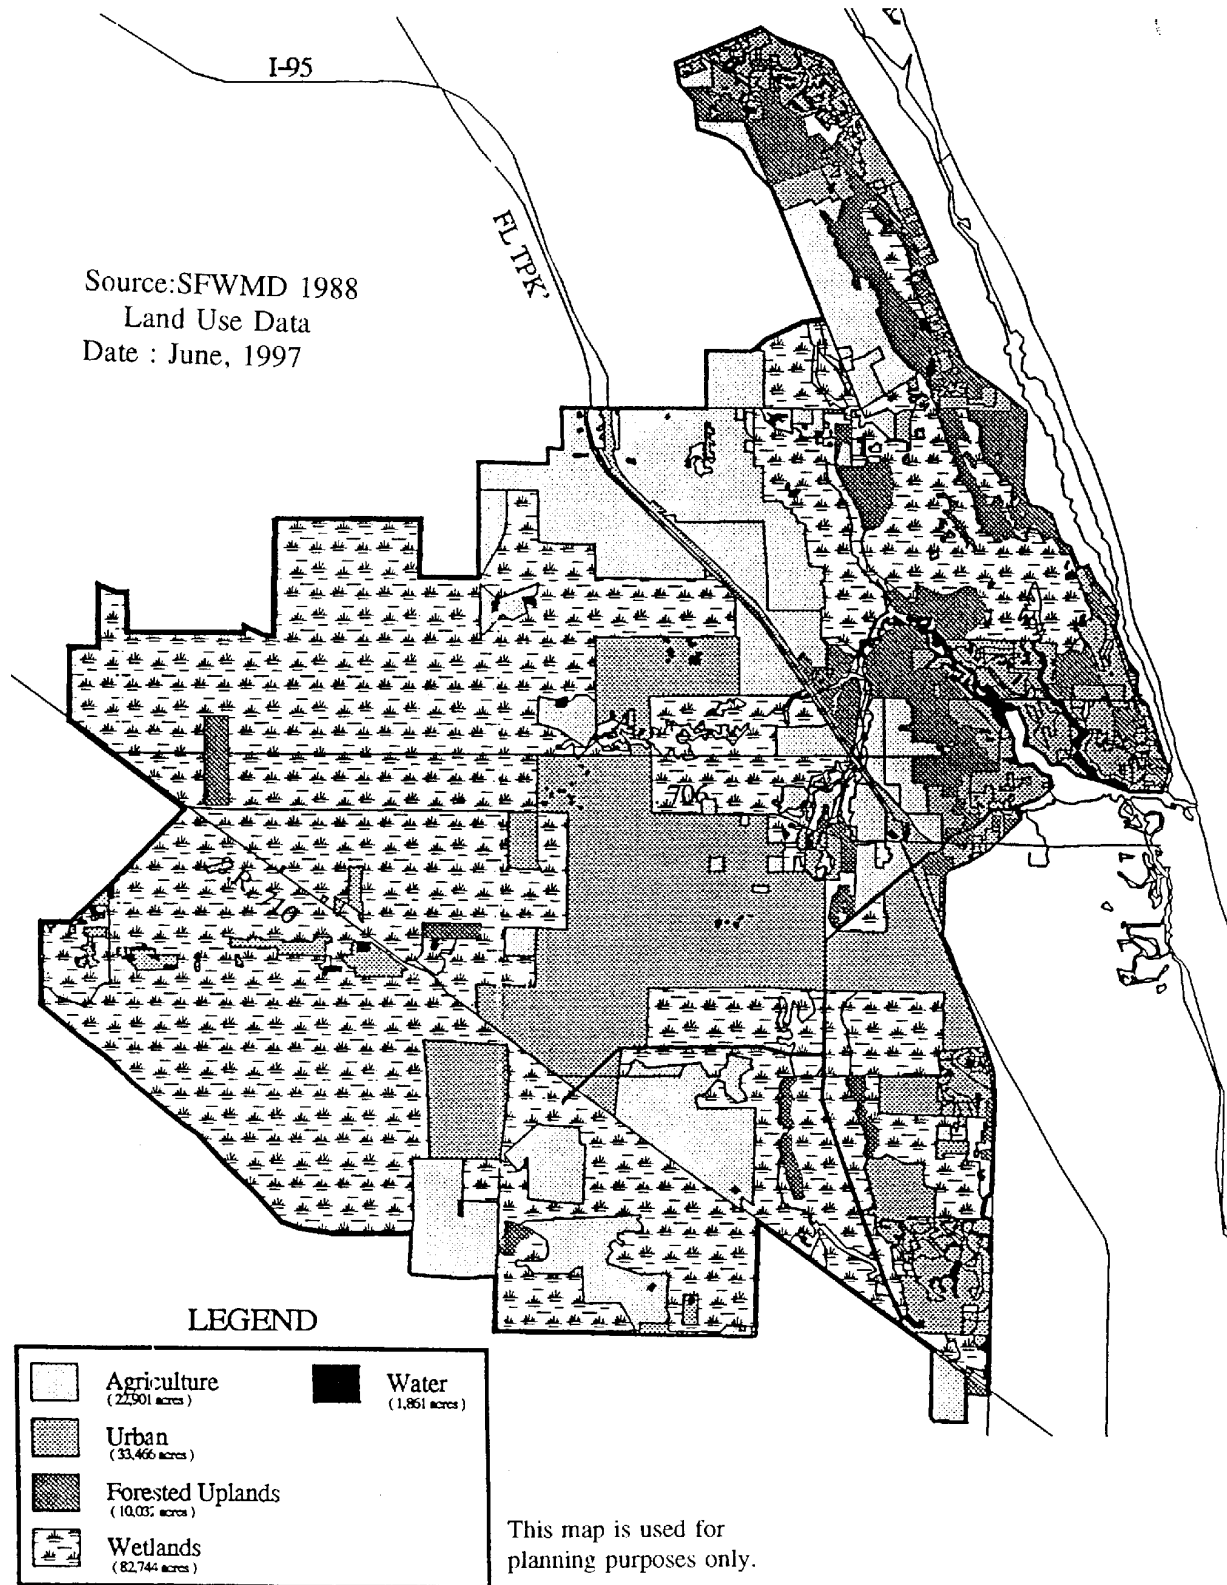 I-95
FL TPK'
Source:SFWMD 1988
Land Use Data
Date : June, 1997
706
SR 710
LEGEND
Agriculture
(22,901 acres)
Water
(1,861 acres)
Urban
(33,466 acres)
Forested Uplands
Wetlands
(82,744 acres)
This map is used for
planning purposes only.